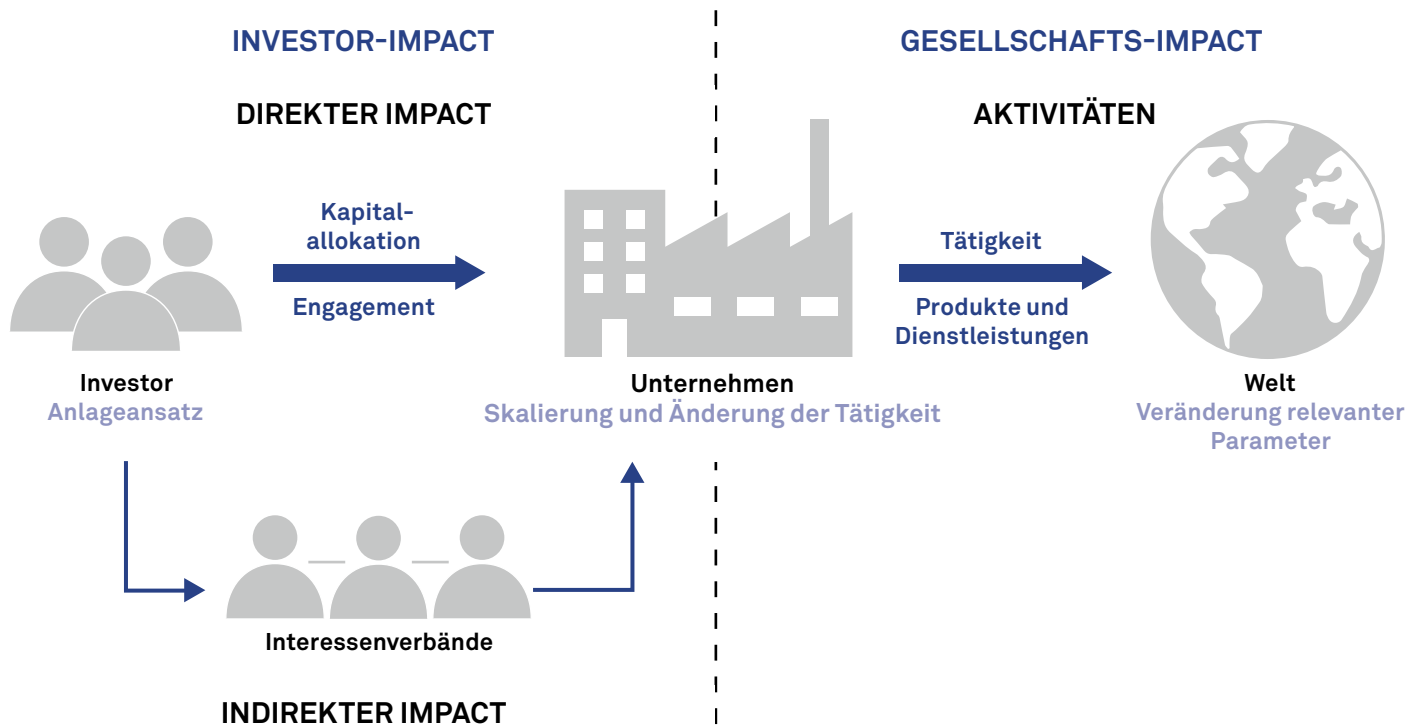 INVESTOR-IMPACT
GESELLSCHAFTS-IMPACT
DIREKTER IMPACT
AKTIVITÄTEN
Kapital-
allokation
Engagement
Tätigkeit
Produkte und
Dienstleistungen
Investor
Anlageansatz
Unternehmen
Skalierung und Änderung der Tätigkeit
Welt
Veränderung relevanter
Parameter
Interessenverbände
INDIREKTER IMPACT